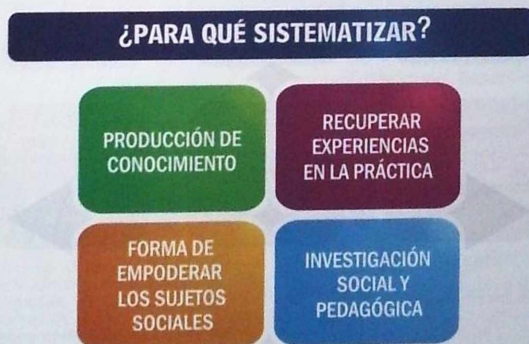 ¿PARA QUÉ SISTEMATIZAR?
PRODUCCIÓN DE
CONOCIMIENTO
RECUPERAR
EXPERIENCIAS
EN LA PRÁCTICA
FORMA DE
EMPODERAR
LOS SUJETOS
SOCIALES
INVESTIGACIÓN
SOCIAL Y
PEDAGÓGICA